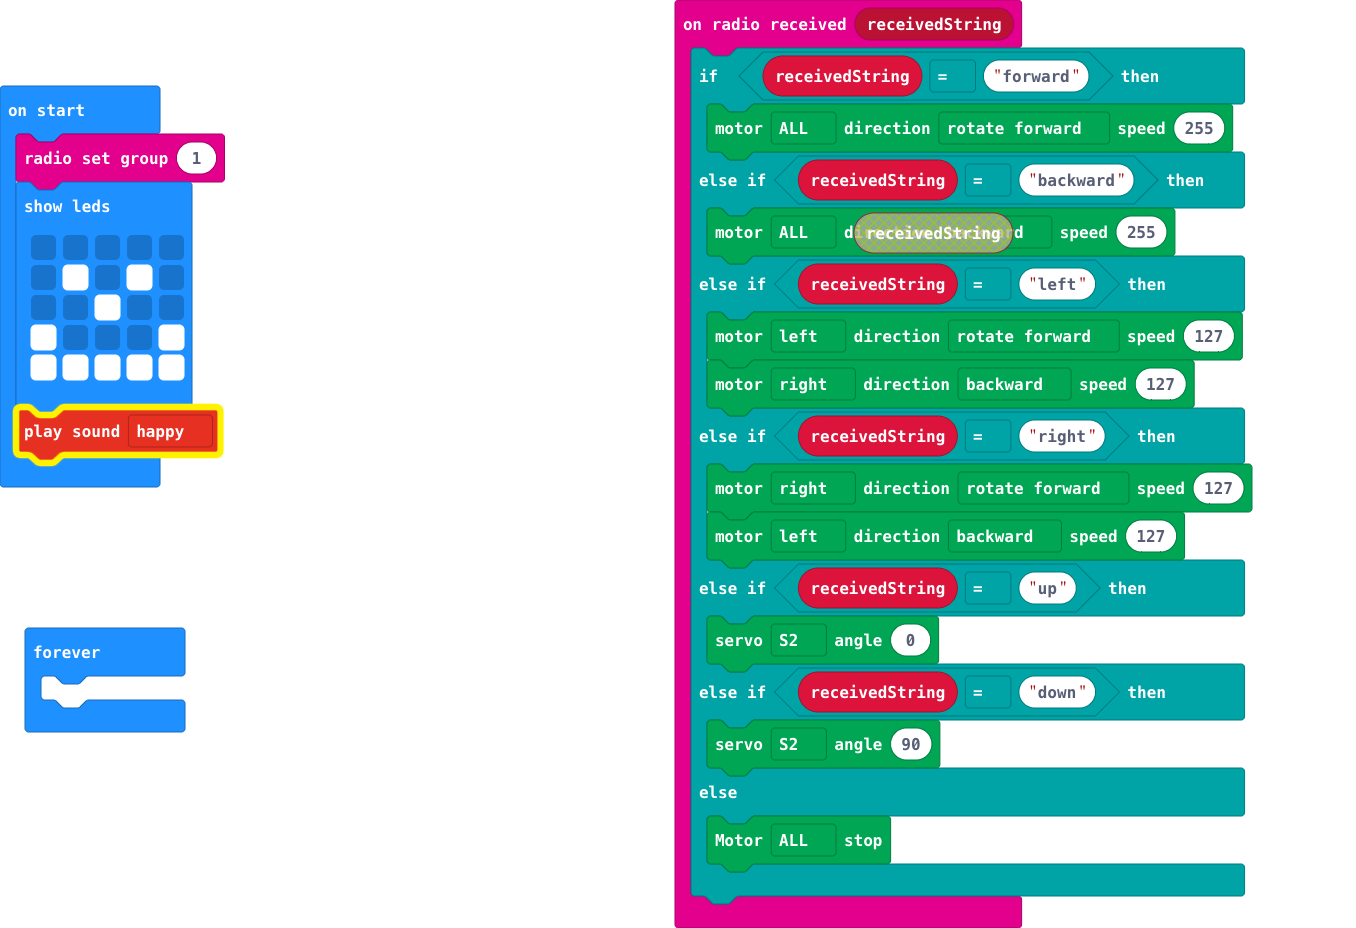 on start
radio set group 1
show leds
play sound happy
forever
on radio received receivedString
if receivedString = "forward" then
motor ALL direction rotate forward speed 255
else if receivedString = "backward" then
motor ALL receivedString speed 255
else if receivedString = "left" then
motor left direction rotate forward speed 127
motor right direction backward speed 127
else if receivedString = "right" then
motor right direction rotate forward speed 127
motor left direction backward speed 127
else if receivedString = "up" then
servo S2 angle 0
else if receivedString = "down" then
servo S2 angle 90
else
Motor ALL stop